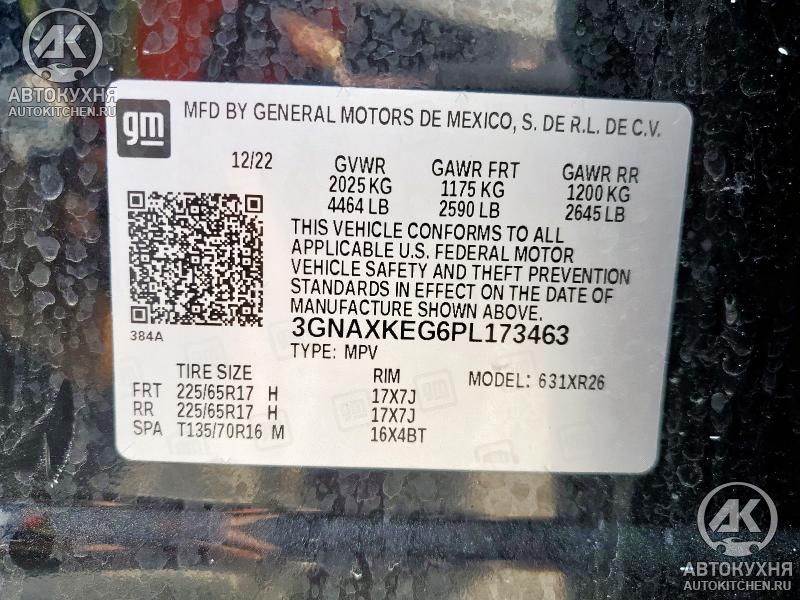 АК
АВТОКУХНЯ
AUTOKITCHEN.RU
gm
MFD BY GENERAL MOTORS DE MEXICO, S. DE R.L. DE C.V.
12/22 GVWR GAWR FRT GAWR RR
2025 KG 1175 KG 1200 KG
4464 LB 2590 LB 2645 LB
THIS VEHICLE CONFORMS TO ALL
APPLICABLE U.S. FEDERAL MOTOR
VEHICLE SAFETY AND THEFT PREVENTION
STANDARDS IN EFFECT ON THE DATE OF
MANUFACTURE SHOWN ABOVE.
3GNAXKEG6PL173463
384A
TYPE: MPV
TIRE SIZE RIM MODEL: 631XR26
FRT 225/65R17 H 17X7J
RR 225/65R17 H 17X7J
SPA T135/70R16 M 16X4BT
АК
АВТОКУХНЯ
AUTOKITCHEN.RU